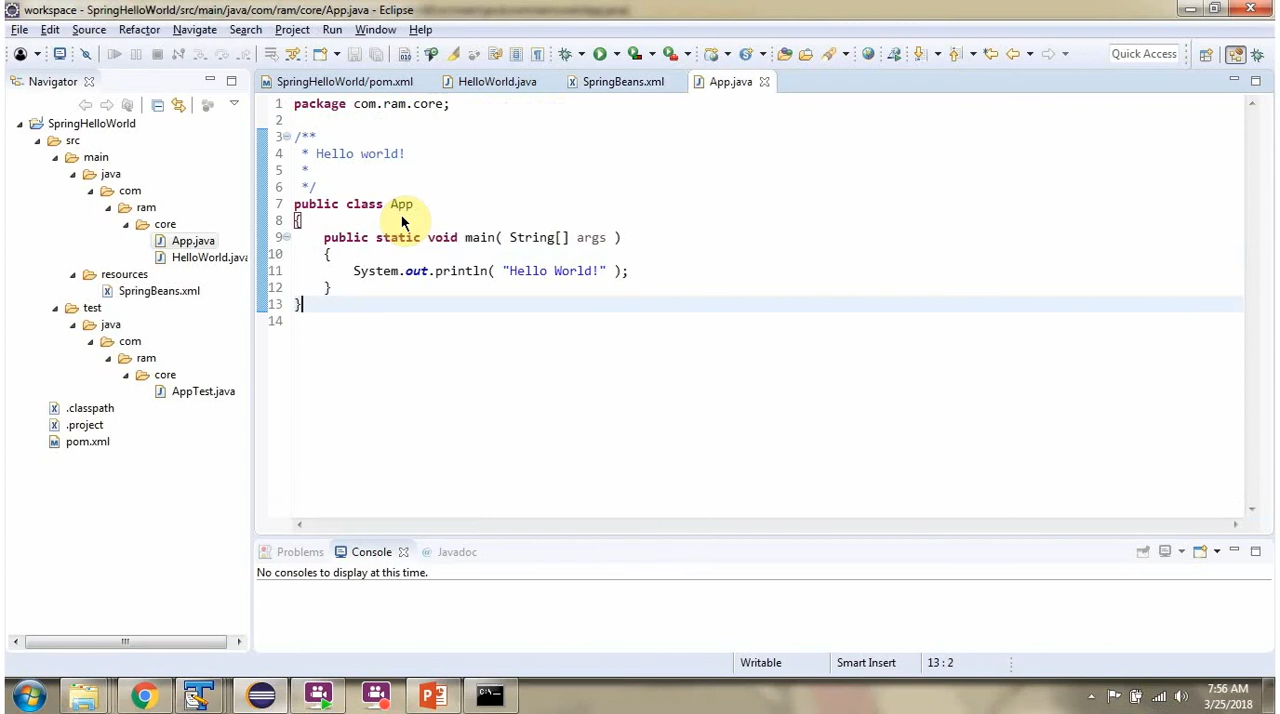 workspace - SpringHelloWorld/src/main/java/com/ram/core/App.java - Eclipse
File Edit Source Refactor Navigate Search Project Run Window Help
Quick Access
Navigator
SpringHelloWorld/pom.xml HelloWorld.java SpringBeans.xml App.java
SpringHelloWorld
src
main
java
com
ram
core
App.java
HelloWorld.java
resources
SpringBeans.xml
test
java
com
ram
core
AppTest.java
.classpath
.project
pom.xml
1 package com.ram.core;
2
3 /**
4 * Hello world!
5 *
6 */
7 public class App
8 {
9 public static void main( String[] args )
10 {
11 System.out.println( "Hello World!" );
12 }
13 }
14
Problems Console @ Javadoc
No consoles to display at this time.
Writable Smart Insert 13 : 2
7:56 AM
3/25/2018